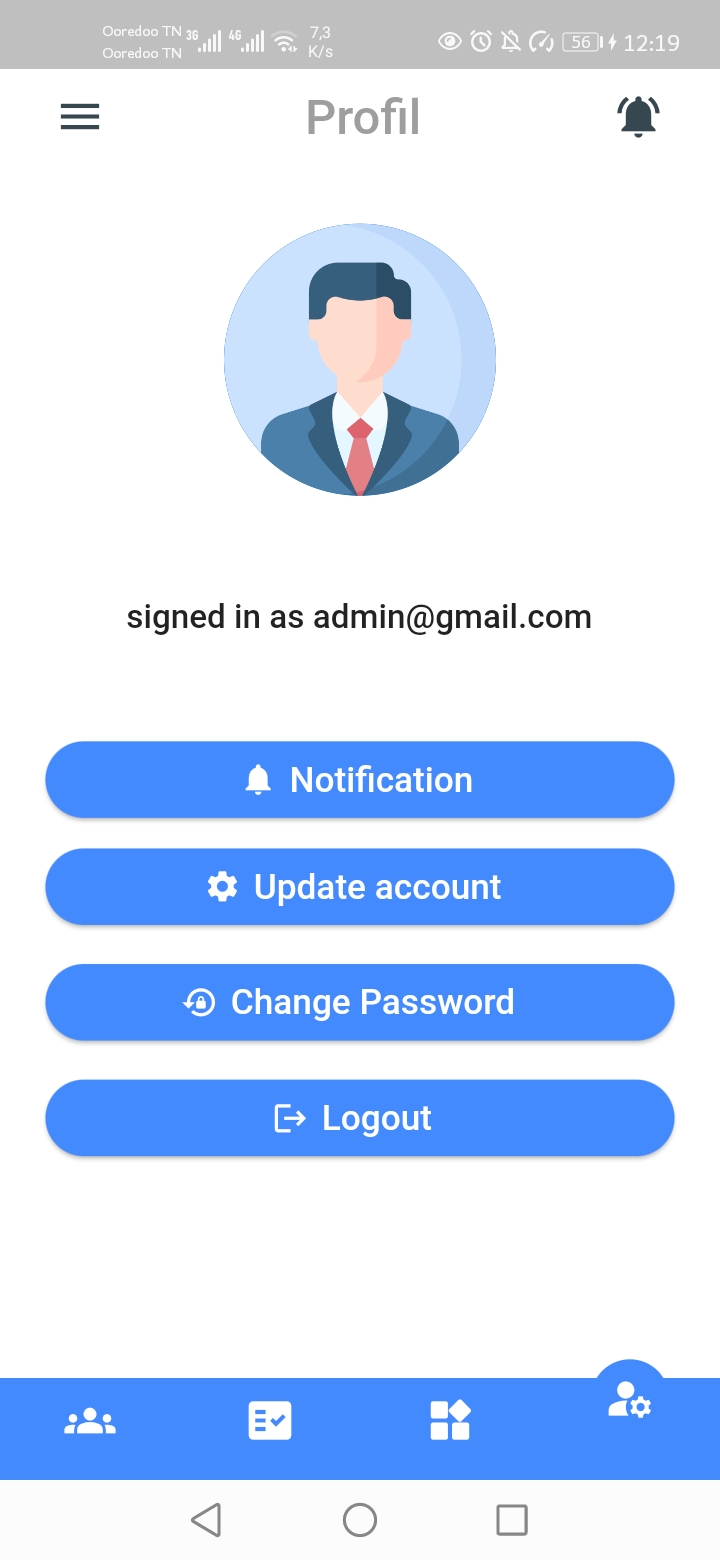 Ooredoo TN 3G 4G 7,3 56 12:19
Ooredoo TN K/s
Profil
signed in as admin@gmail.com
Notification
Update account
Change Password
Logout